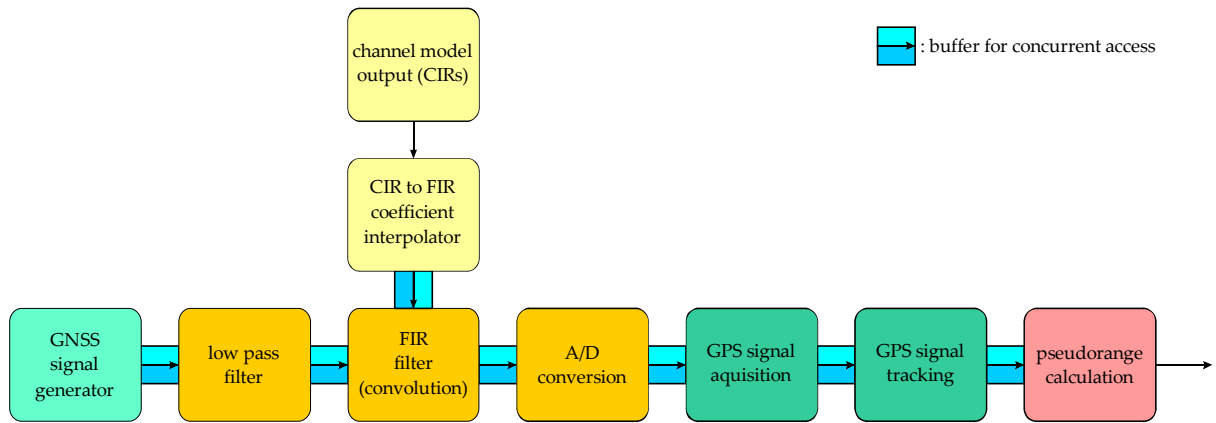 channel model
output (CIRs)
: buffer for concurrent access
CIR to FIR
coefficient
interpolator
GNSS
signal
generator
low pass
filter
FIR
filter
(convolution)
A/D
conversion
GPS signal
aquisition
GPS signal
tracking
pseudorange
calculation